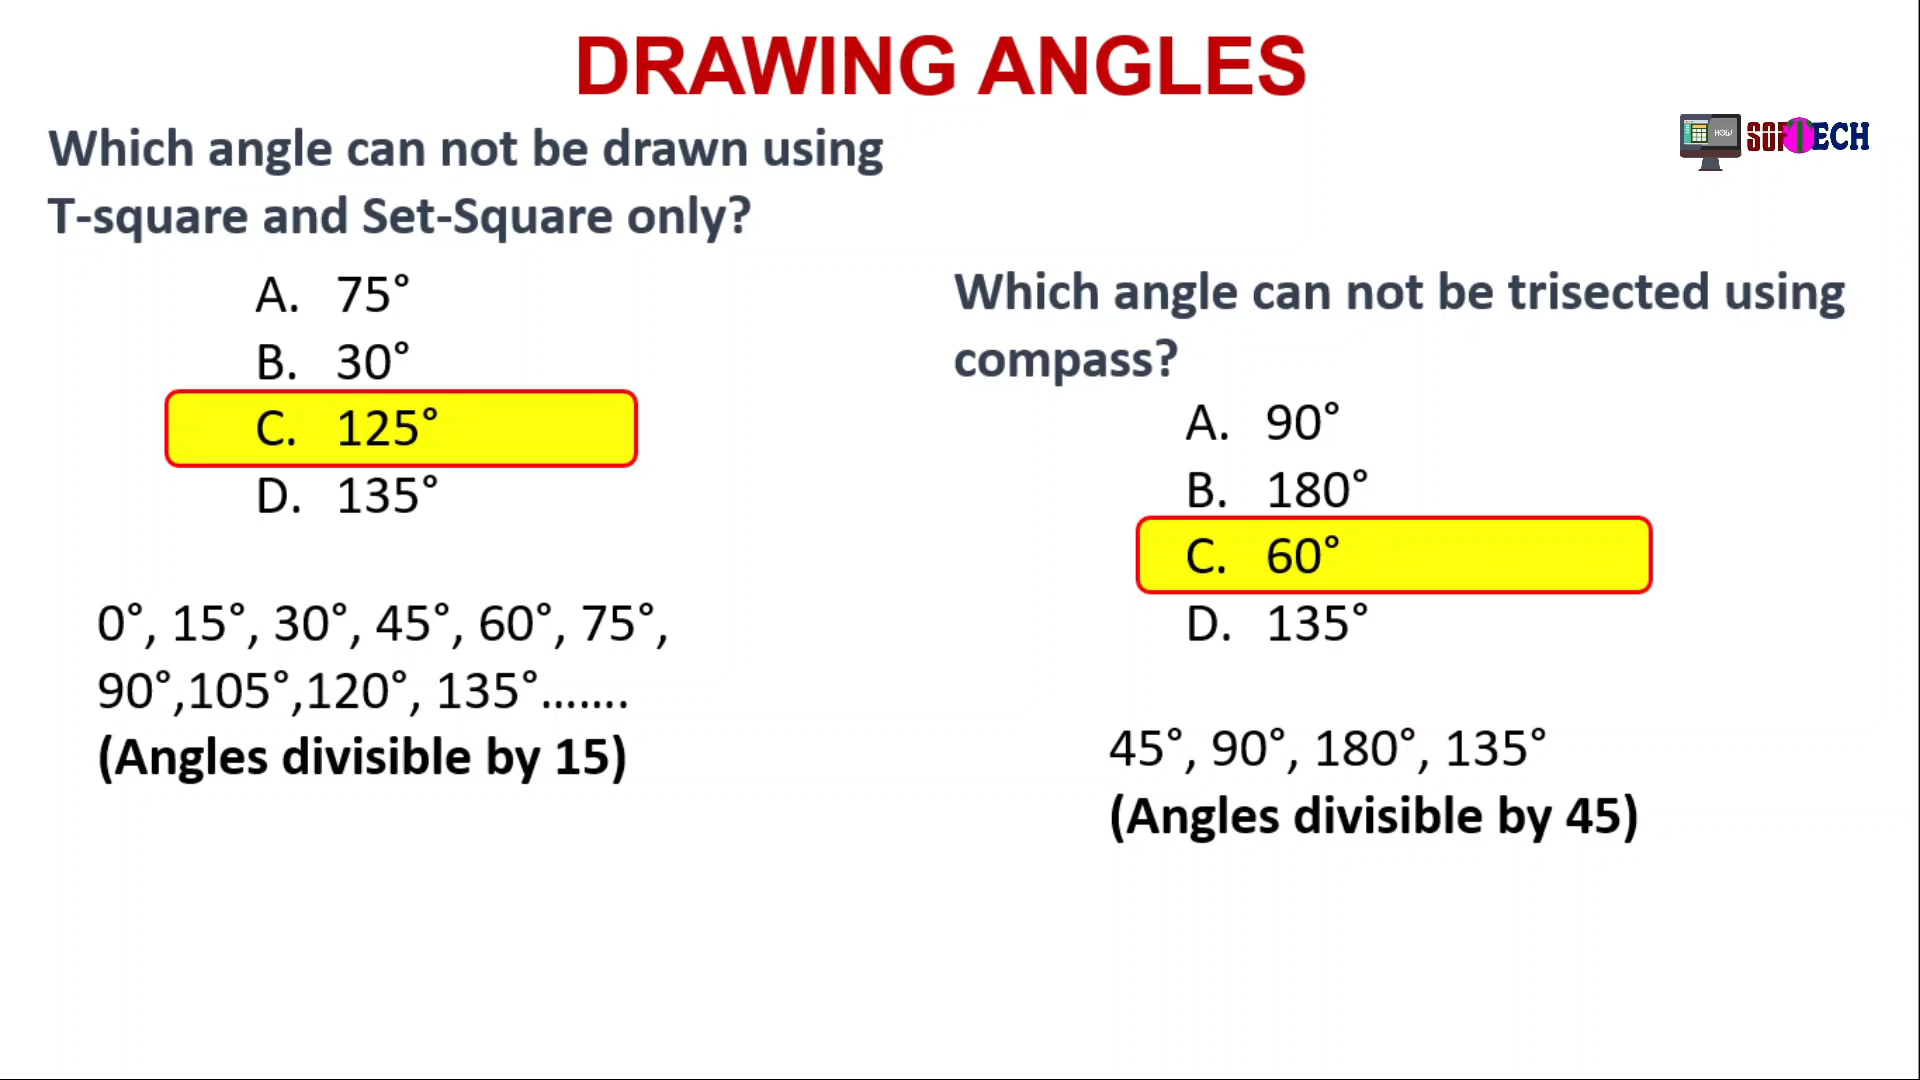 DRAWING ANGLES
HOW
SOFTECH
Which angle can not be drawn using
T-square and Set-Square only?
A. 75°
B. 30°
C. 125°
D. 135°
0°, 15°, 30°, 45°, 60°, 75°,
90°,105°,120°, 135°.......
(Angles divisible by 15)
Which angle can not be trisected using
compass?
A. 90°
B. 180°
C. 60°
D. 135°
45°, 90°, 180°, 135°
(Angles divisible by 45)